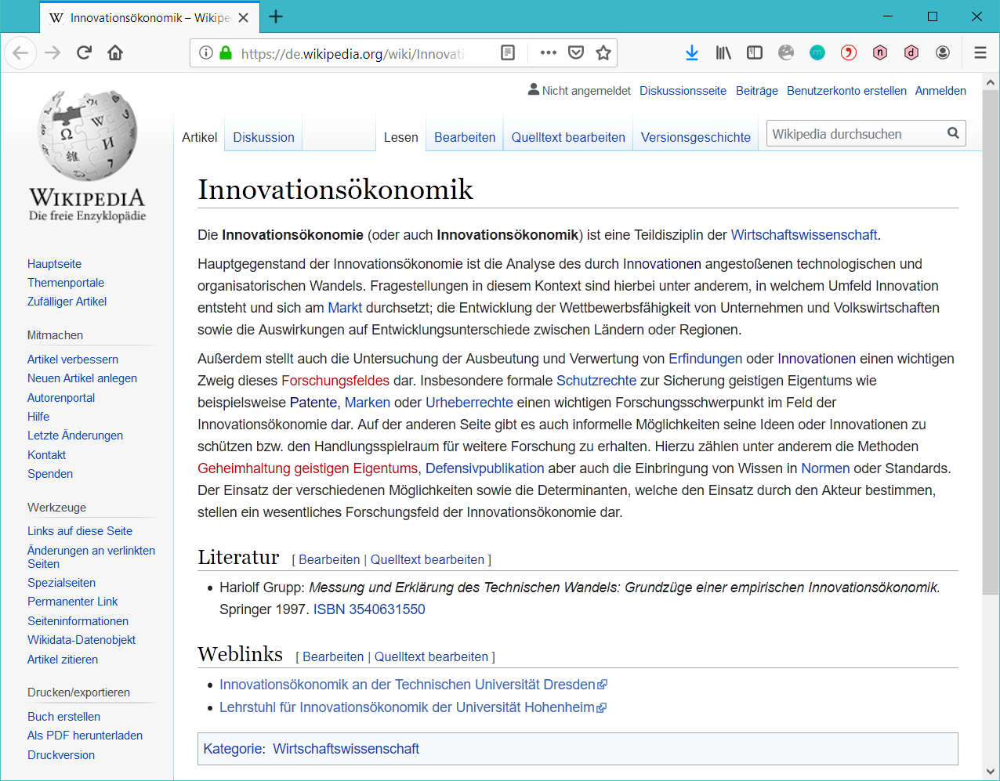 Innovationsökonomik – Wikipe
https://de.wikipedia.org/wiki/Innovati
Nicht angemeldet Diskussionsseite Beiträge Benutzerkonto erstellen Anmelden
Artikel Diskussion Lesen Bearbeiten Quelltext bearbeiten Versionsgeschichte Wikipedia durchsuchen
WIKIPEDIA
Die freie Enzyklopädie
Hauptseite
Themenportale
Zufälliger Artikel
Mitmachen
Artikel verbessern
Neuen Artikel anlegen
Autorenportal
Hilfe
Letzte Änderungen
Kontakt
Spenden
Werkzeuge
Links auf diese Seite
Änderungen an verlinkten
Seiten
Spezialseiten
Permanenter Link
Seiteninformationen
Wikidata-Datenobjekt
Artikel zitieren
Drucken/exportieren
Buch erstellen
Als PDF herunterladen
Druckversion
Innovationsökonomik
Die Innovationsökonomie (oder auch Innovationsökonomik) ist eine Teildisziplin der Wirtschaftswissenschaft.
Hauptgegenstand der Innovationsökonomie ist die Analyse des durch Innovationen angestoßenen technologischen und
organisatorischen Wandels. Fragestellungen in diesem Kontext sind hierbei unter anderem, in welchem Umfeld Innovation
entsteht und sich am Markt durchsetzt; die Entwicklung der Wettbewerbsfähigkeit von Unternehmen und Volkswirtschaften
sowie die Auswirkungen auf Entwicklungsunterschiede zwischen Ländern oder Regionen.
Außerdem stellt auch die Untersuchung der Ausbeutung und Verwertung von Erfindungen oder Innovationen einen wichtigen
Zweig dieses Forschungsfeldes dar. Insbesondere formale Schutzrechte zur Sicherung geistigen Eigentums wie
beispielsweise Patente, Marken oder Urheberrechte einen wichtigen Forschungsschwerpunkt im Feld der
Innovationsökonomie dar. Auf der anderen Seite gibt es auch informelle Möglichkeiten seine Ideen oder Innovationen zu
schützen bzw. den Handlungsspielraum für weitere Forschung zu erhalten. Hierzu zählen unter anderem die Methoden
Geheimhaltung geistigen Eigentums, Defensivpublikation aber auch die Einbringung von Wissen in Normen oder Standards.
Der Einsatz der verschiedenen Möglichkeiten sowie die Determinanten, welche den Einsatz durch den Akteur bestimmen,
stellen ein wesentliches Forschungsfeld der Innovationsökonomie dar.
Literatur [ Bearbeiten | Quelltext bearbeiten ]
• Hariolf Grupp: Messung und Erklärung des Technischen Wandels: Grundzüge einer empirischen Innovationsökonomik.
Springer 1997. ISBN 3540631550
Weblinks [ Bearbeiten | Quelltext bearbeiten ]
• Innovationsökonomik an der Technischen Universität Dresden
• Lehrstuhl für Innovationsökonomik der Universität Hohenheim
Kategorie: Wirtschaftswissenschaft